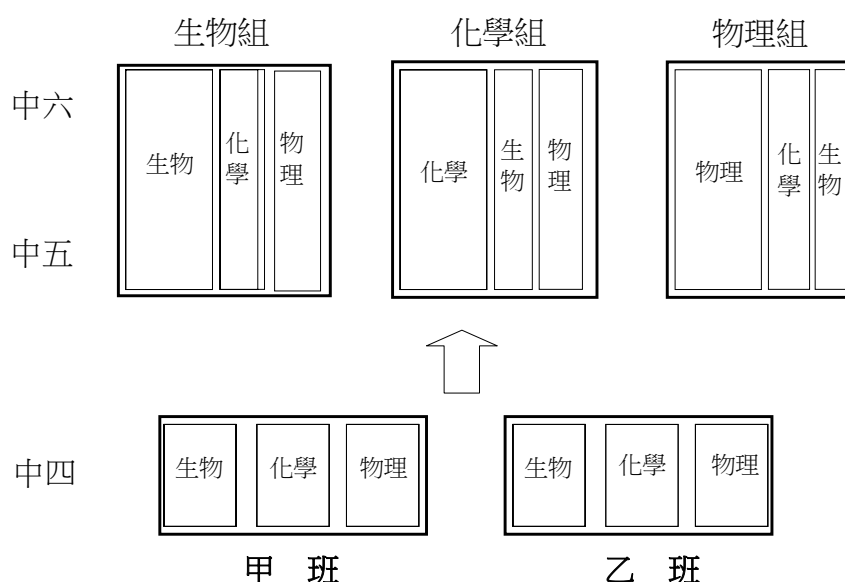 生物組 化學組 物理組
中六
生物 化學 物理 化學 生物 物理 物理 化學 生物
中五
中四
生物 化學 物理 生物 化學 物理
甲 班 乙 班